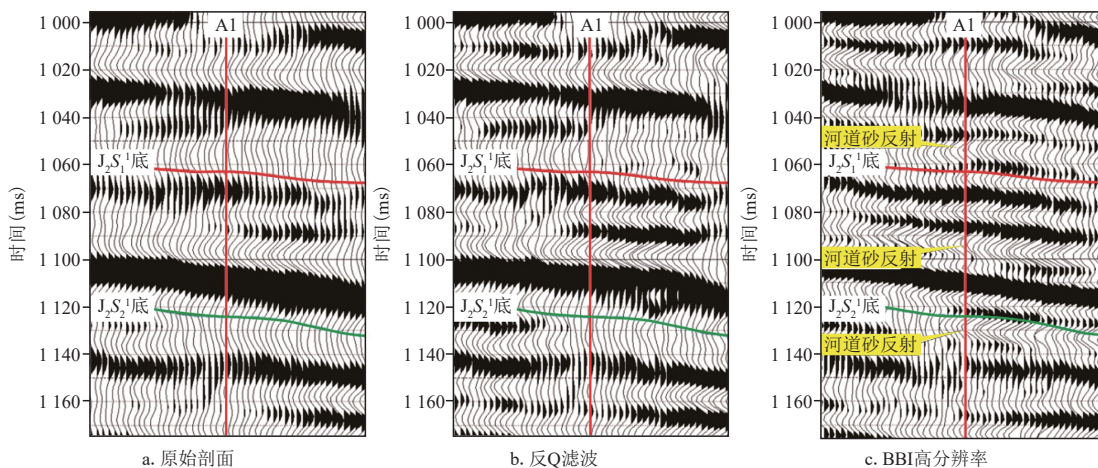 A1
1 000
1 020
1 040
1 060
1 080
1 100
1 120
1 140
1 160
时间(ms)
J₂S₁¹底
J₂S₂¹底
a. 原始剖面
A1
1 000
1 020
1 040
1 060
1 080
1 100
1 120
1 140
1 160
时间(ms)
J₂S₁¹底
J₂S₂¹底
b. 反Q滤波
A1
1 000
1 020
1 040
1 060
1 080
1 100
1 120
1 140
1 160
时间(ms)
河道砂反射
J₂S₁¹底
河道砂反射
J₂S₂¹底
河道砂反射
c. BBI高分辨率